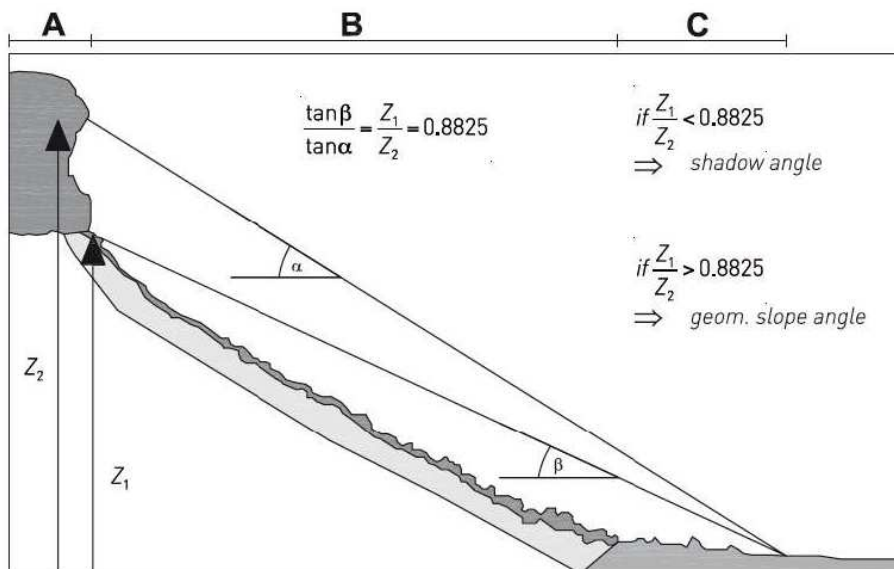 A B C
tanβ/tanα = Z₁/Z₂ = 0.8825
if Z₁/Z₂ < 0.8825
⇒ shadow angle
α
if Z₁/Z₂ > 0.8825
⇒ geom. slope angle
Z₂
β
Z₁